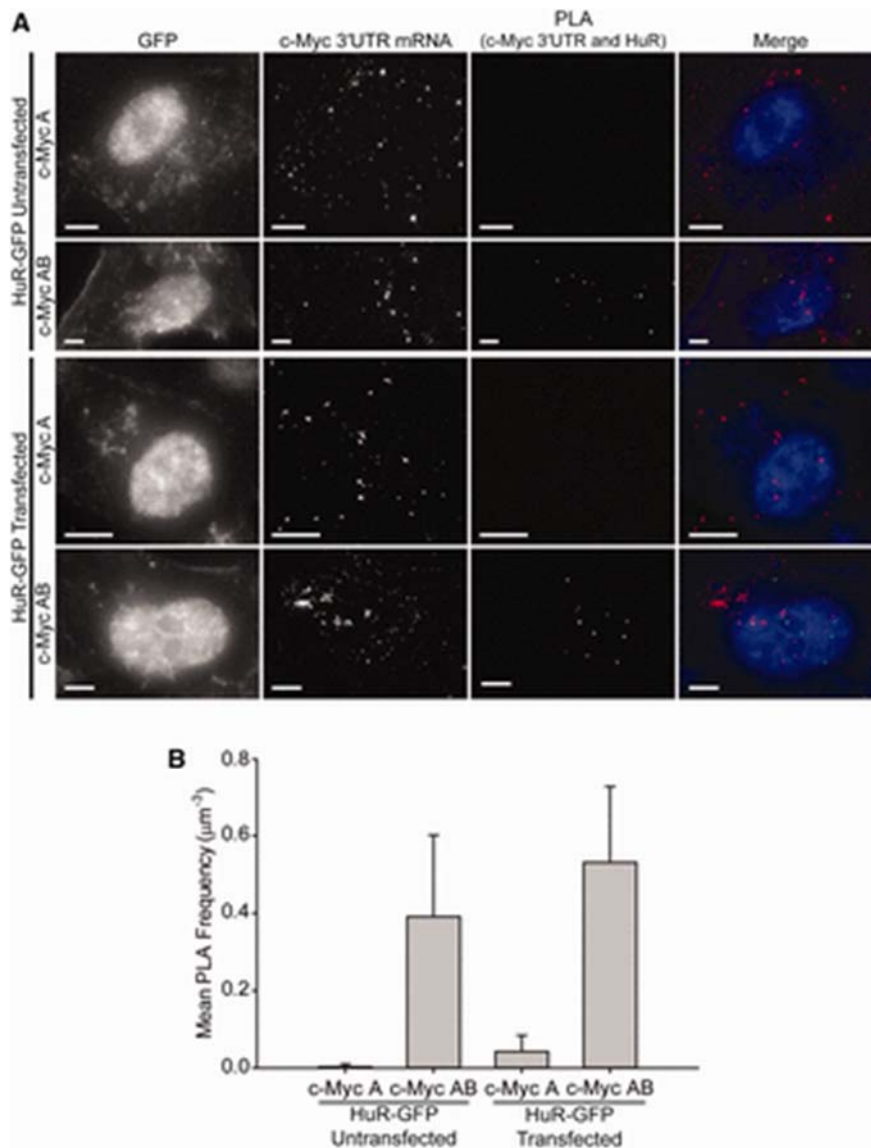 A
GFP
c-Myc 3'UTR mRNA
PLA
(c-Myc 3'UTR and HuR)
Merge
HuR-GFP Untransfected
c-Myc A
c-Myc AB
HuR-GFP Transfected
c-Myc A
c-Myc AB
B
Mean PLA Frequency (μm⁻³)
0.8
0.6
0.4
0.2
0.0
c-Myc A c-Myc AB c-Myc A c-Myc AB
HuR-GFP HuR-GFP
Untransfected Transfected